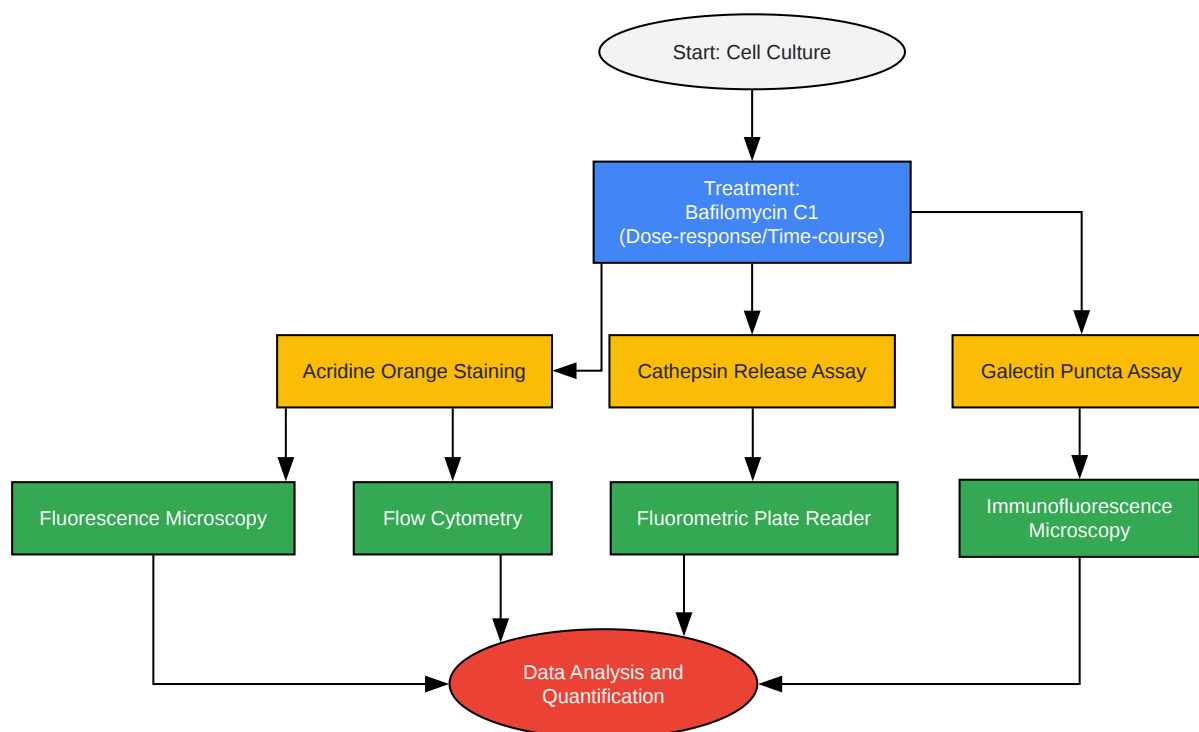 Start: Cell Culture
Treatment:
Bafilomycin C1
(Dose-response/Time-course)
Acridine Orange Staining
Cathepsin Release Assay
Galectin Puncta Assay
Fluorescence Microscopy
Flow Cytometry
Fluorometric Plate Reader
Immunofluorescence
Microscopy
Data Analysis and
Quantification